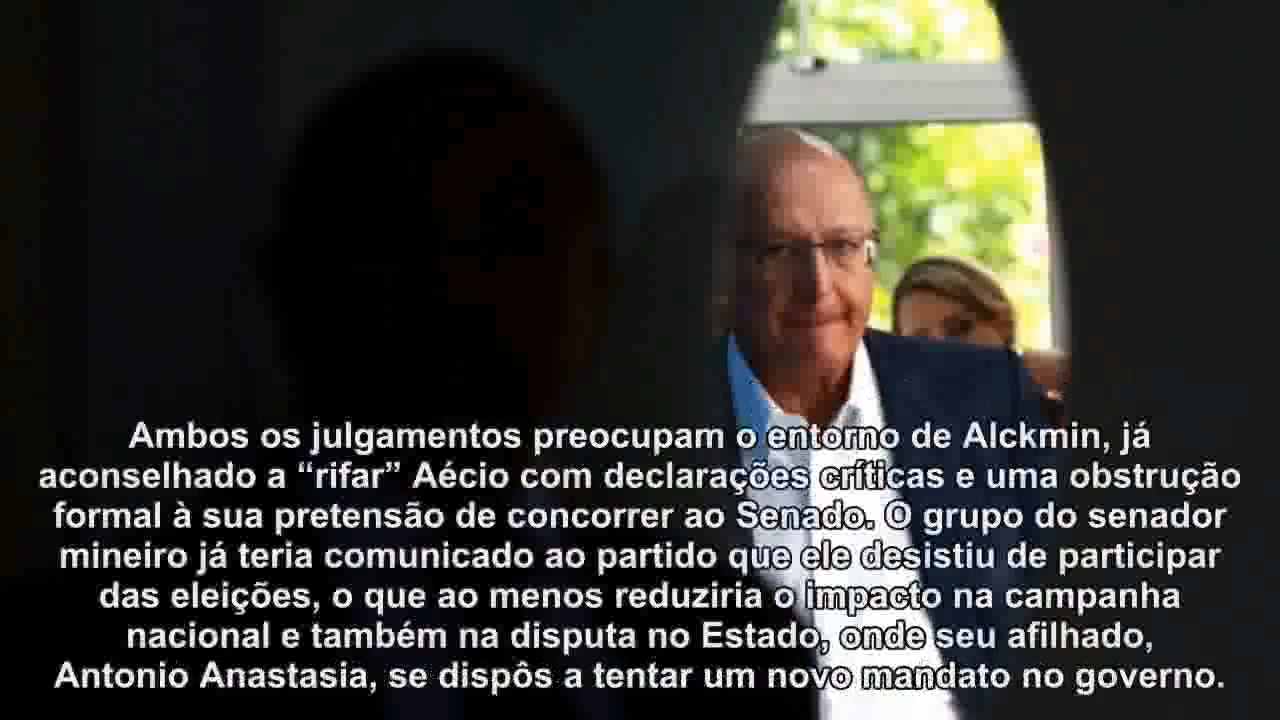 Ambos os julgamentos preocupam o entorno de Alckmin, já
aconselhado a “rifar” Aécio com declarações críticas e uma obstrução
formal à sua pretensão de concorrer ao Senado. O grupo do senador
mineiro já teria comunicado ao partido que ele desistiu de participar
das eleições, o que ao menos reduziria o impacto na campanha
nacional e também na disputa no Estado, onde seu afilhado,
Antonio Anastasia, se dispôs a tentar um novo mandato no governo.